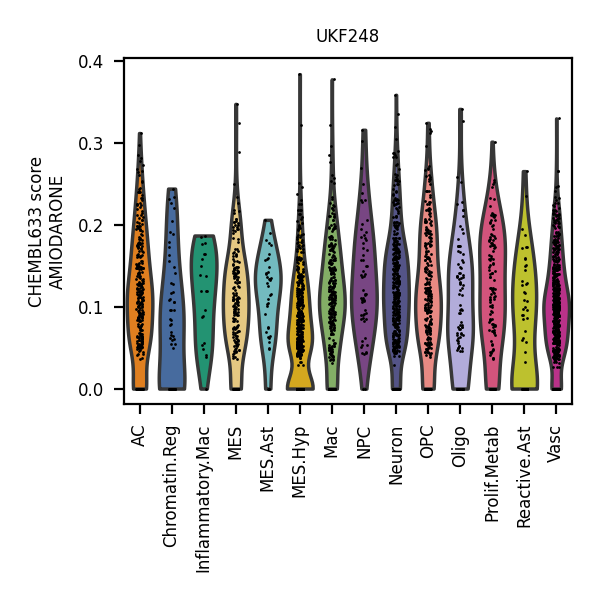 UKF248
CHEMBL633 score
AMIODARONE
0.4
0.3
0.2
0.1
0.0
AC
Chromatin.Reg
Inflammatory.Mac
MES
MES.Ast
MES.Hyp
Mac
NPC
Neuron
OPC
Oligo
Prolif.Metab
Reactive.Ast
Vasc